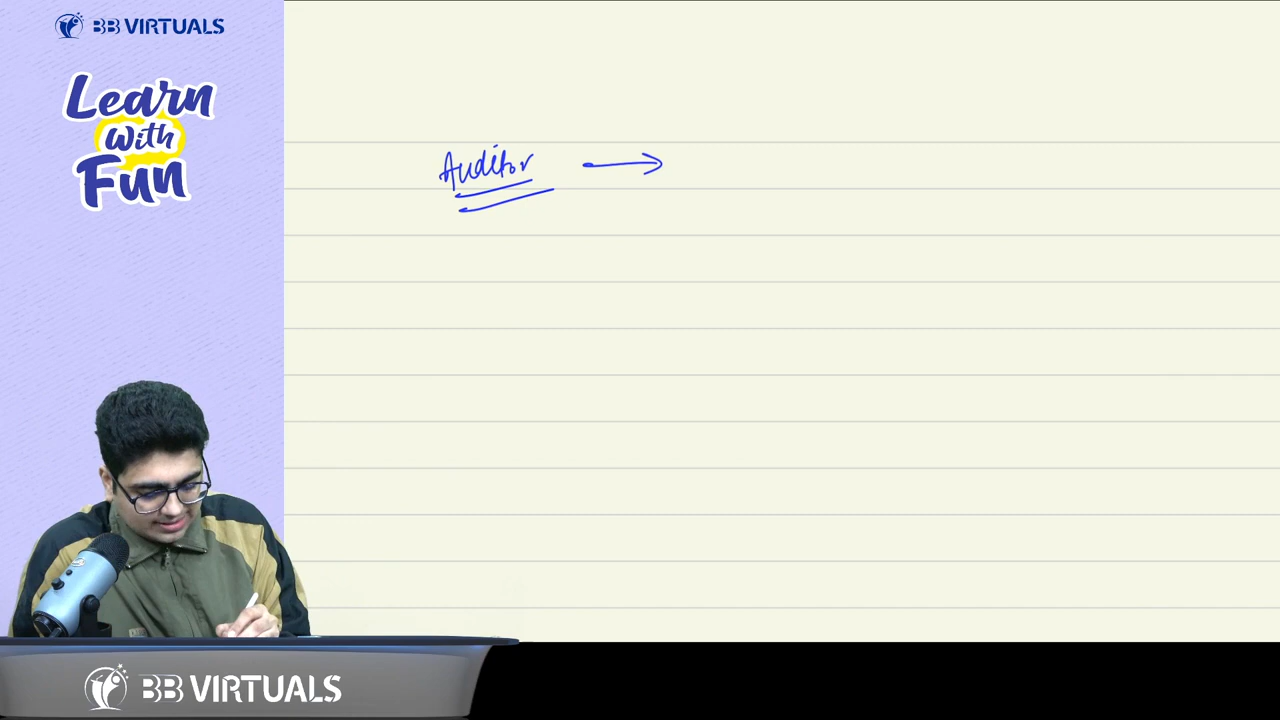 BB VIRTUALS
Learn
With
Fun
Auditor
BB VIRTUALS